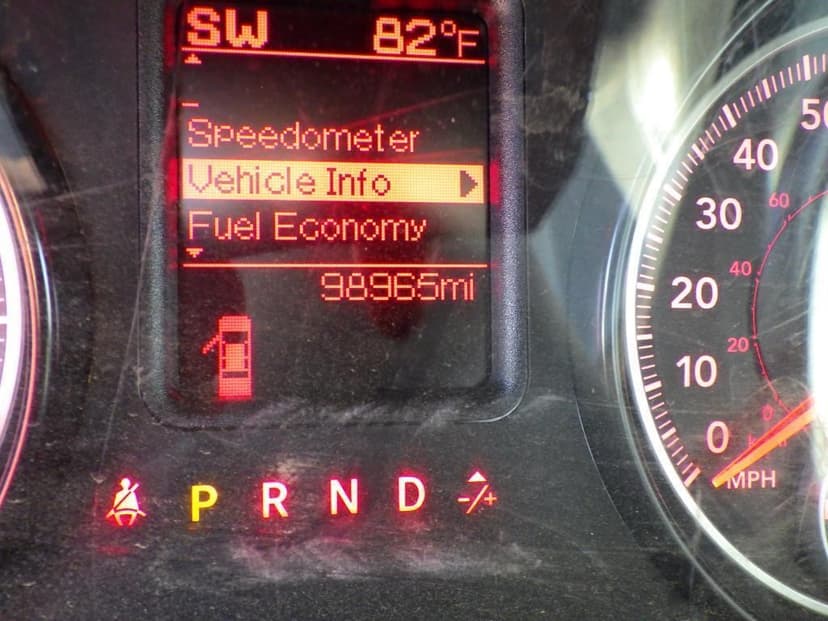 SW 82°F
Speedometer
Vehicle Info
Fuel Economy
98965mi
P R N D -/+
50
40
30
20
10
0
MPH
60
40
20
0